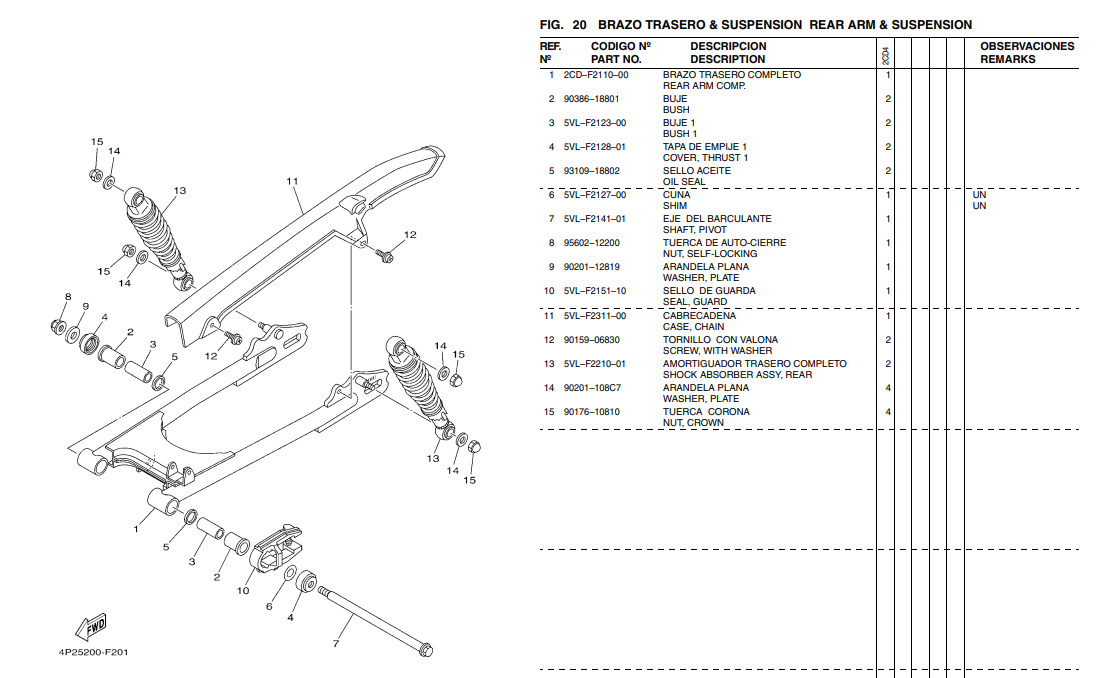 FIG. 20 BRAZO TRASERO & SUSPENSION REAR ARM & SUSPENSION
REF. CODIGO Nº DESCRIPCION 2CD4 OBSERVACIONES
Nº PART NO. DESCRIPTION REMARKS
1 2CD–F2110–00 BRAZO TRASERO COMPLETO 1
REAR ARM COMP.
2 90386–18801 BUJE 2
BUSH
3 5VL–F2123–00 BUJE 1 2
BUSH 1
4 5VL–F2128–01 TAPA DE EMPIJE 1 2
COVER, THRUST 1
5 93109–18802 SELLO ACEITE 2
OIL SEAL
6 5VL–F2127–00 CUNA 1 UN
SHIM UN
7 5VL–F2141–01 EJE DEL BARCULANTE 1
SHAFT, PIVOT
8 95602–12200 TUERCA DE AUTO-CIERRE 1
NUT, SELF-LOCKING
9 90201–12819 ARANDELA PLANA 1
WASHER, PLATE
10 5VL–F2151–10 SELLO DE GUARDA 1
SEAL, GUARD
11 5VL–F2311–00 CABRECADENA 1
CASE, CHAIN
12 90159–06830 TORNILLO CON VALONA 2
SCREW, WITH WASHER
13 5VL–F2210–01 AMORTIGUADOR TRASERO COMPLETO 2
SHOCK ABSORBER ASSY, REAR
14 90201–108C7 ARANDELA PLANA 4
WASHER, PLATE
15 90176–10810 TUERCA CORONA 4
NUT, CROWN
15
14
13
11
12
15
14
8
9
4
2
3
5
12
14
15
13
14
15
1
5
3
2
10
6
4
7
FWD
4P25200-F201